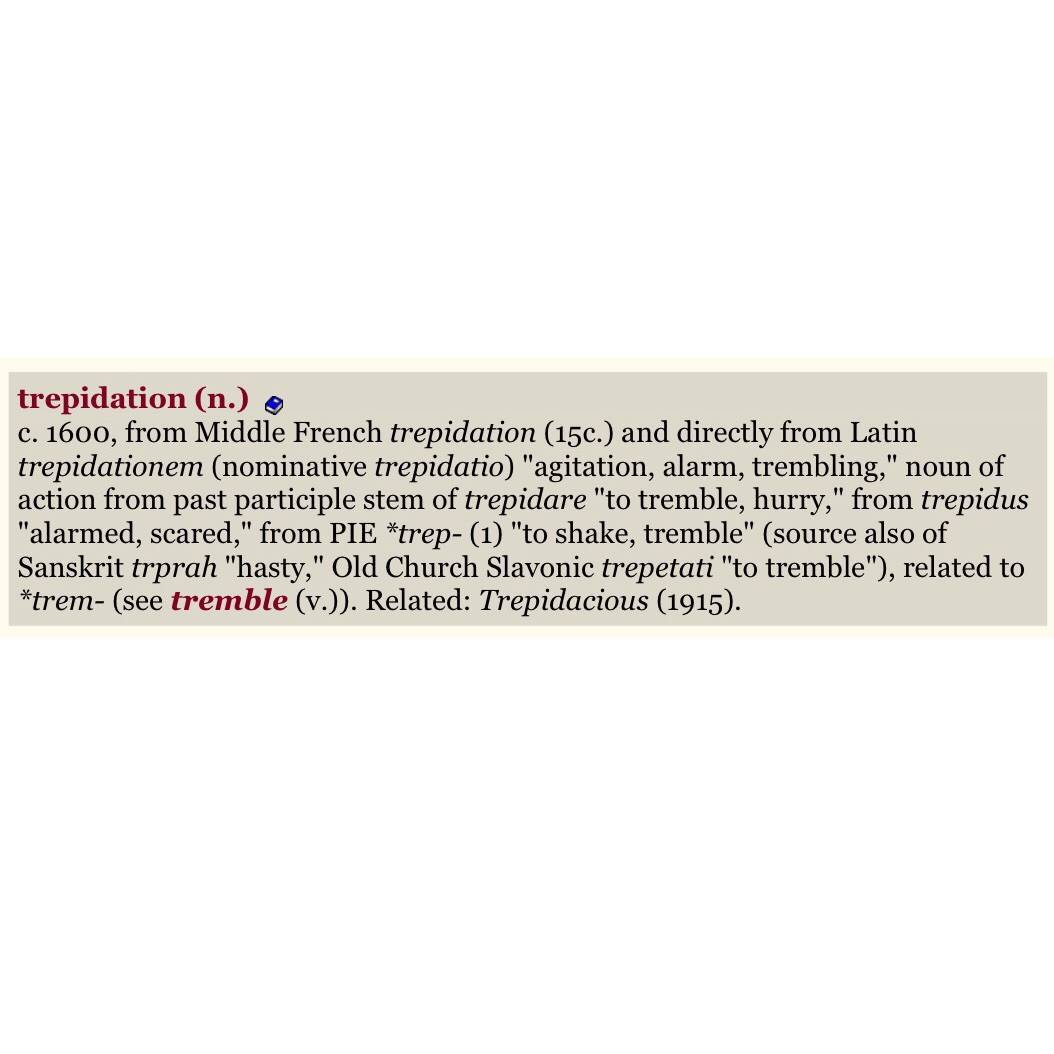 trepidation (n.)
c. 1600, from Middle French trepidation (15c.) and directly from Latin
trepidationem (nominative trepidatio) "agitation, alarm, trembling," noun of
action from past participle stem of trepidare "to tremble, hurry," from trepidus
"alarmed, scared," from PIE *trep- (1) "to shake, tremble" (source also of
Sanskrit trprah "hasty," Old Church Slavonic trepetati "to tremble"), related to
*trem- (see tremble (v.)). Related: Trepidacious (1915).